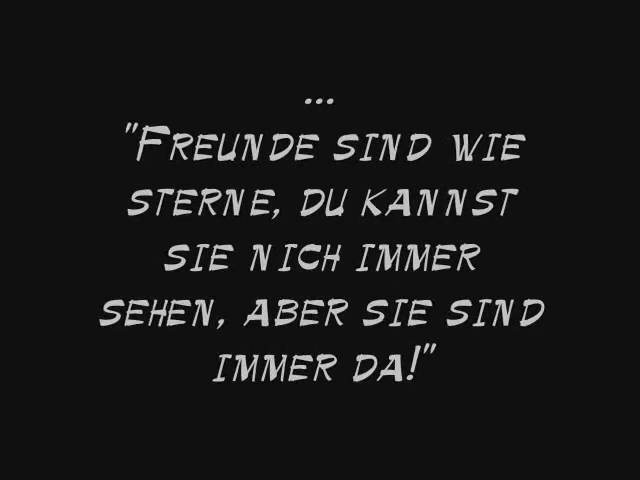 ...
"FREUNDE SIND WIE
STERNE, DU KANNST
SIE NICH IMMER
SEHEN, ABER SIE SIND
IMMER DA!"